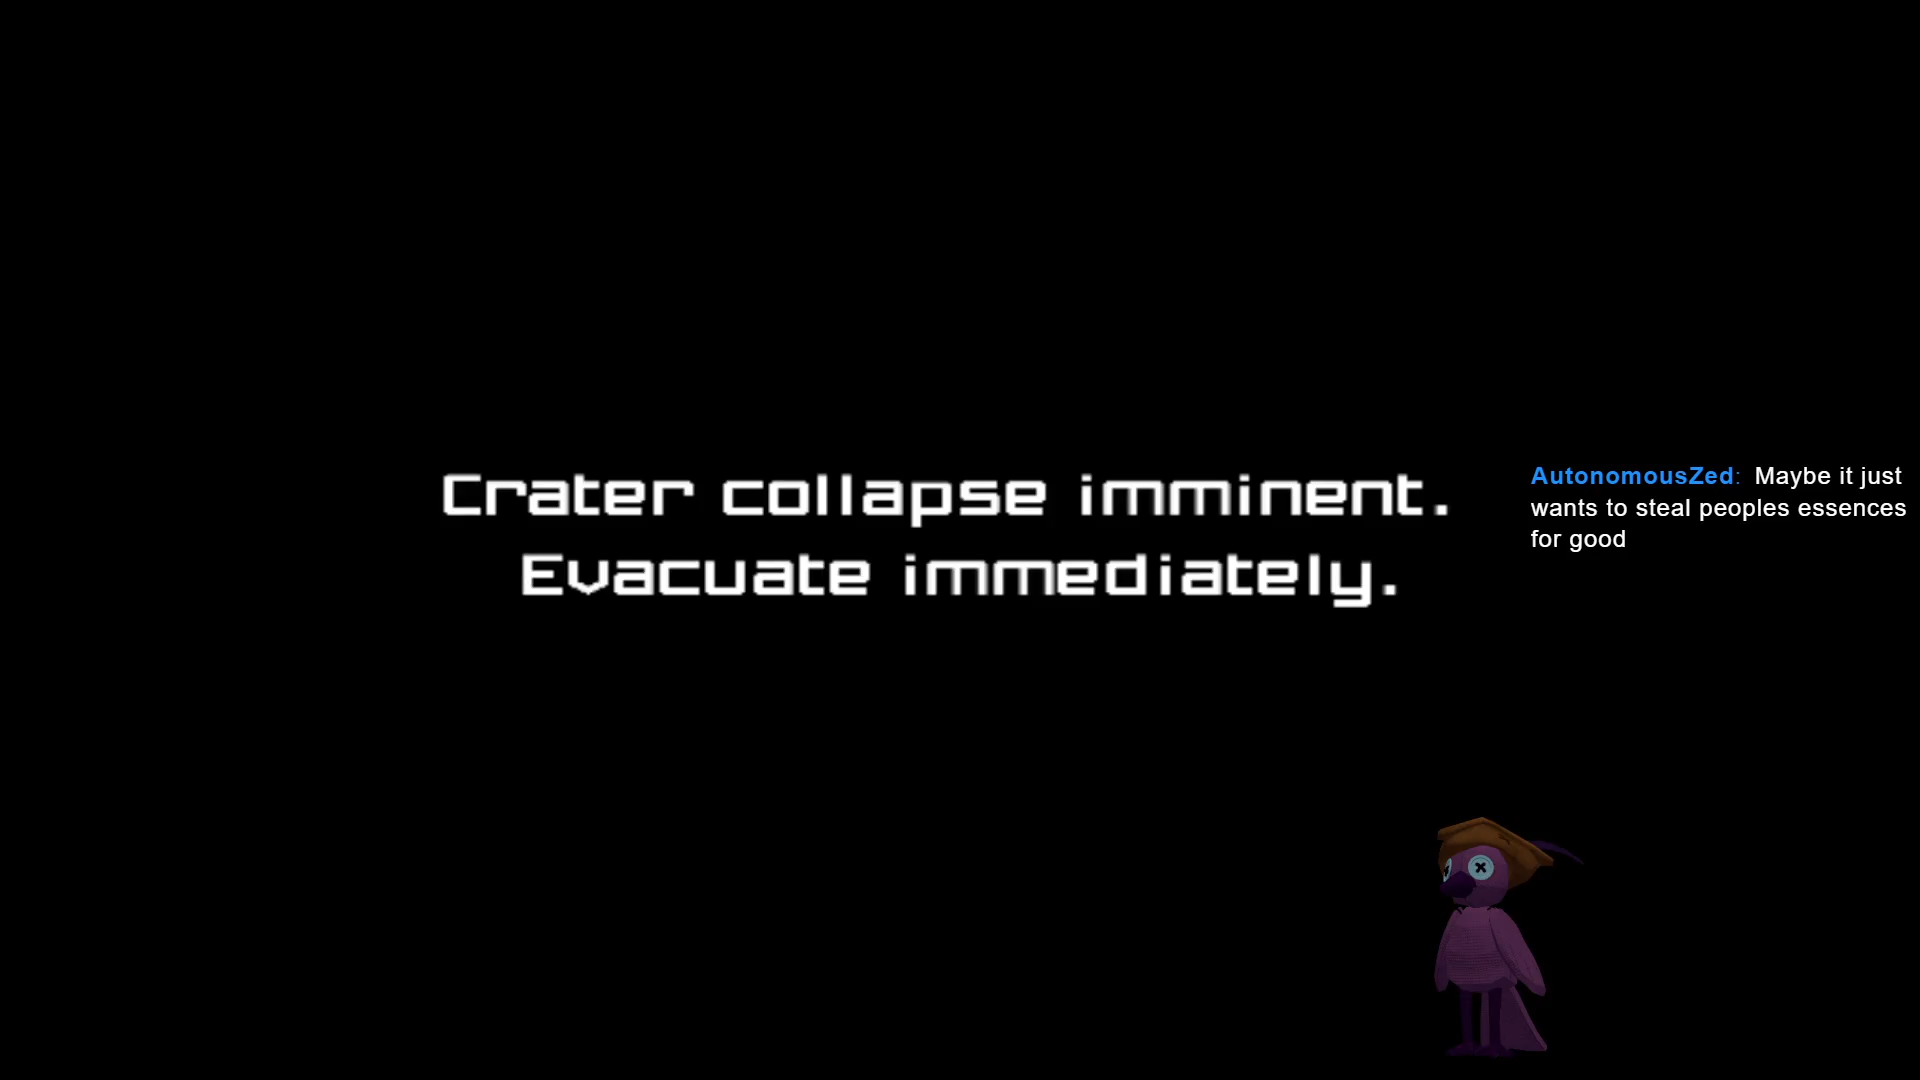 Crater collapse imminent.
Evacuate immediately.
AutonomousZed: Maybe it just
wants to steal peoples essences
for good